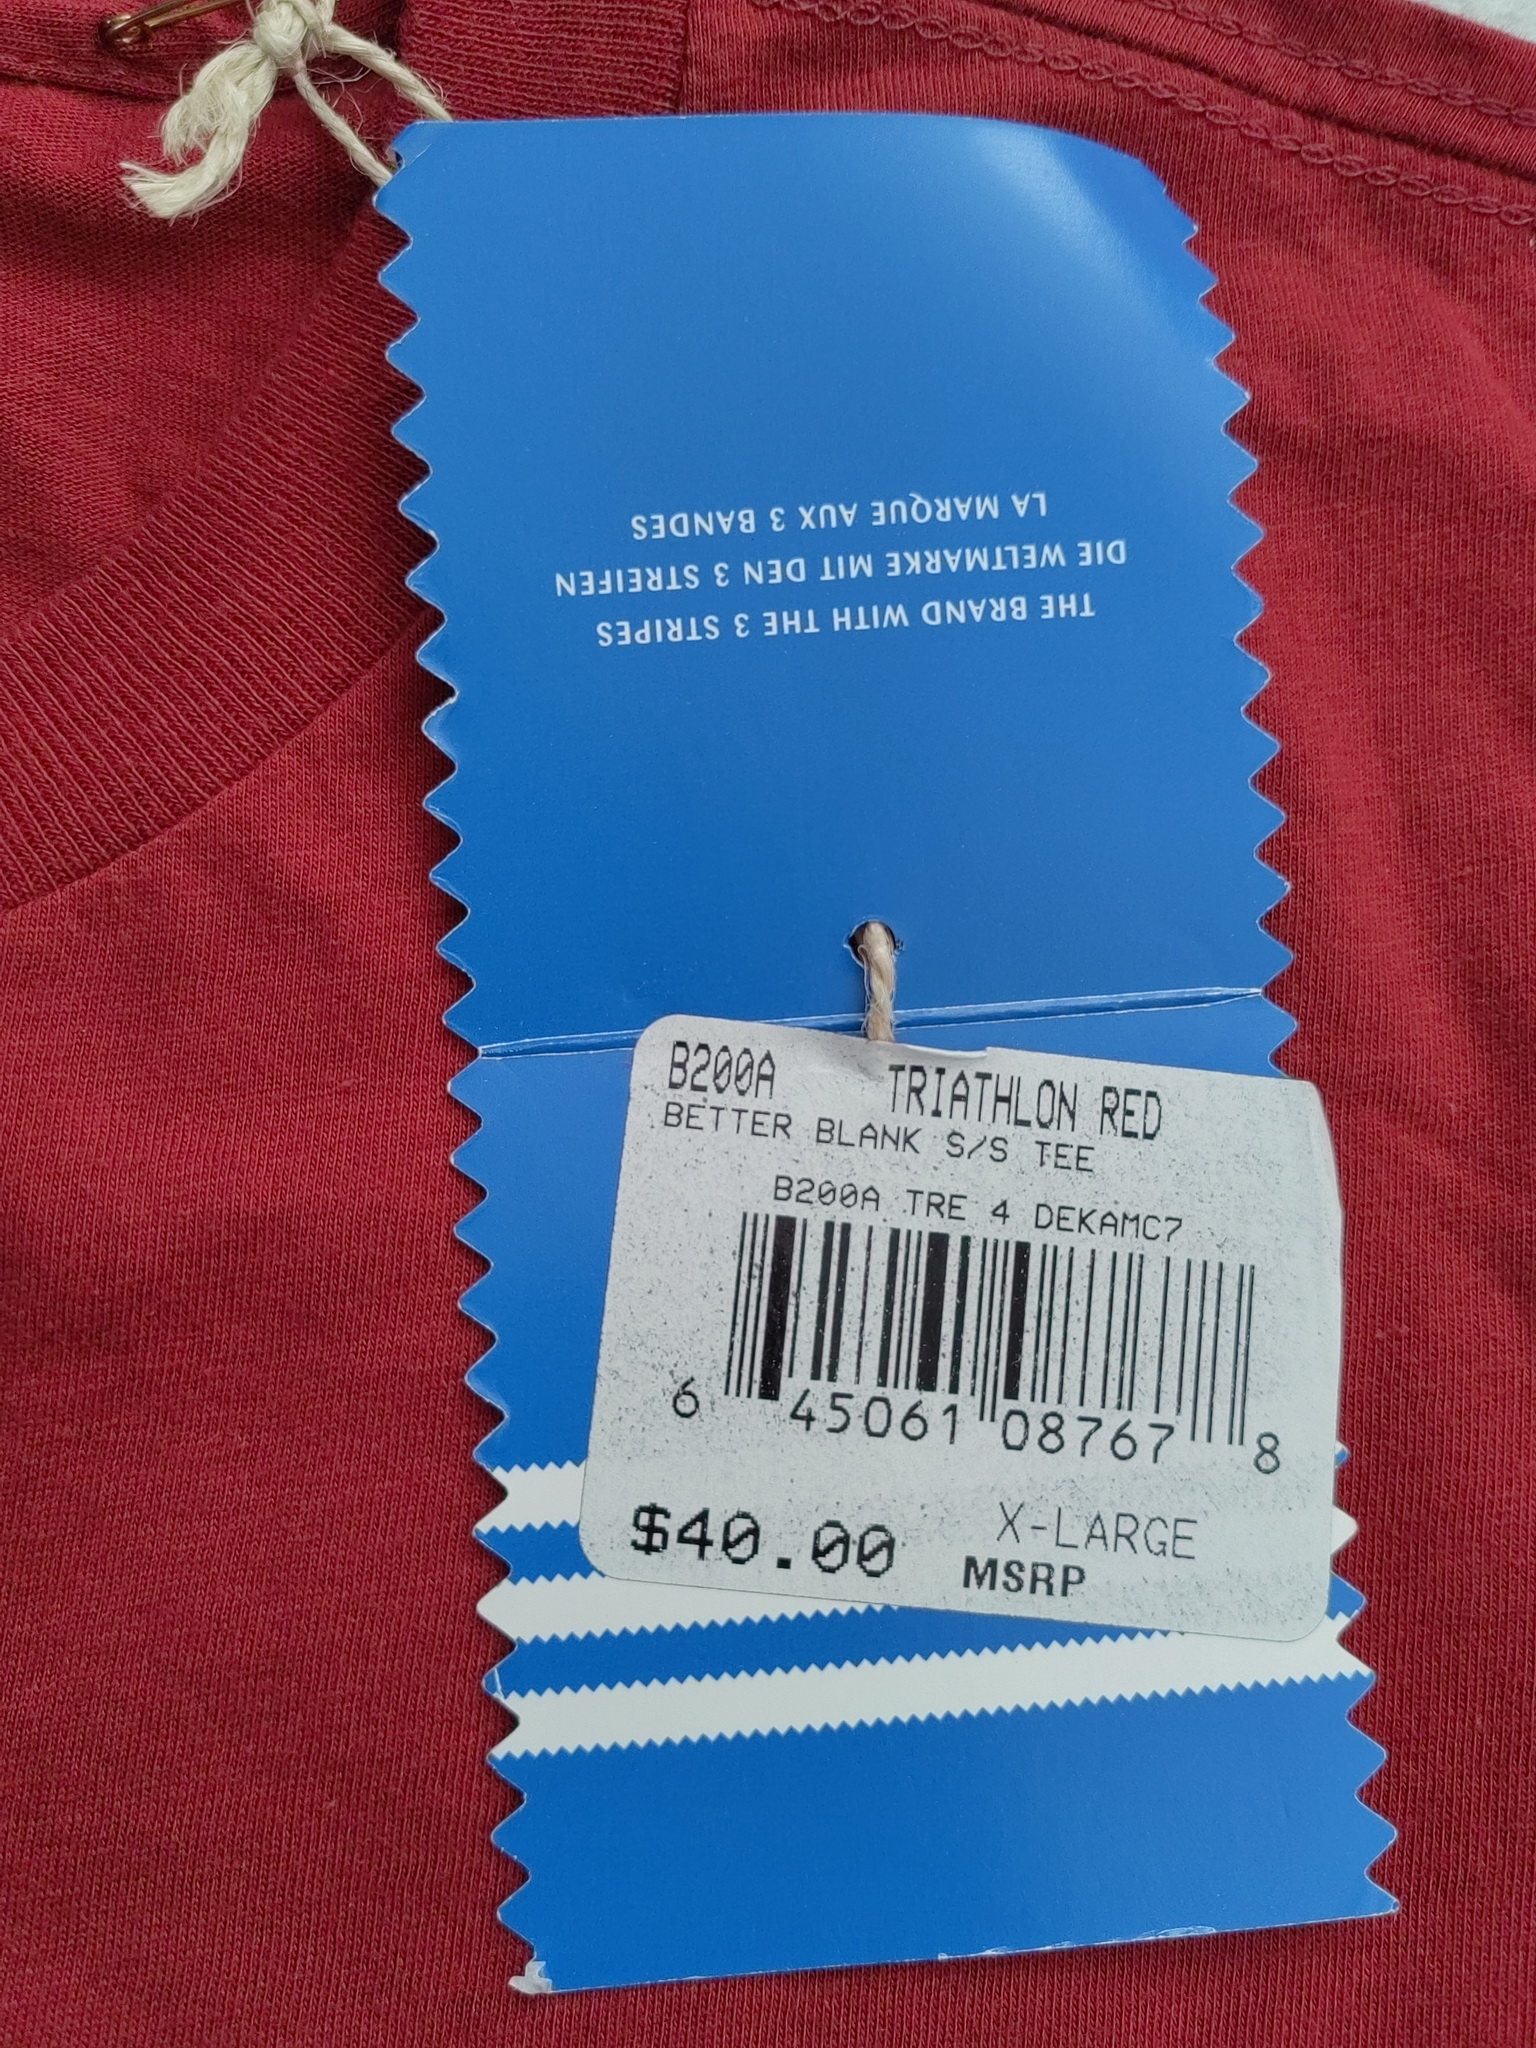 THE BRAND WITH THE 3 STRIPES
DIE WELTMARKE MIT DEN 3 STREIFEN
LA MARQUE AUX 3 BANDES
B200A TRIATHLON RED
BETTER BLANK S/S TEE
B200A TRE 4 DEKAMC7
6 45061 08767 8
$40.00 X-LARGE
MSRP